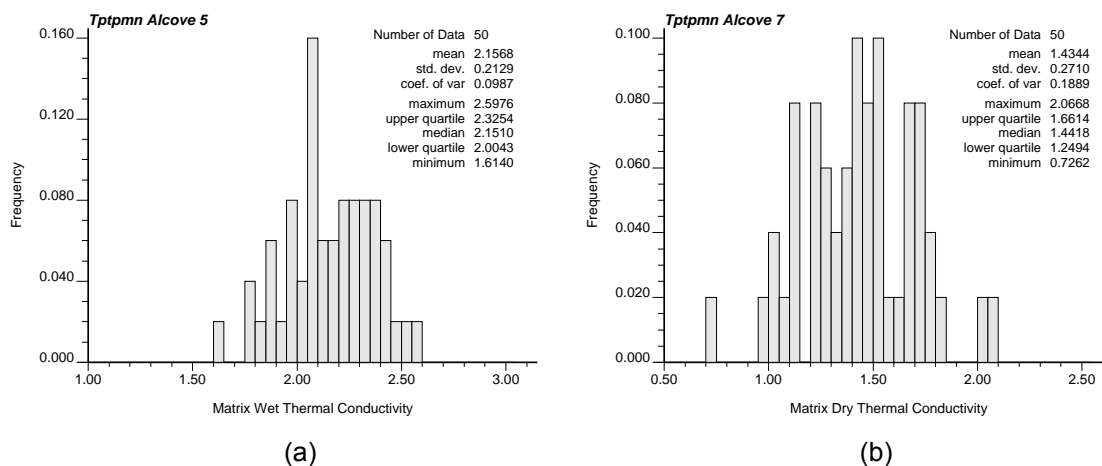 Tptpmn Alcove 5
Number of Data 50
mean 2.1568
std. dev. 0.2129
coef. of var 0.0987
maximum 2.5976
upper quartile 2.3254
median 2.1510
lower quartile 2.0043
minimum 1.6140
Frequency
0.160
0.120
0.080
0.040
0.000
1.00 1.50 2.00 2.50 3.00
Matrix Wet Thermal Conductivity
(a)
Tptpmn Alcove 7
Number of Data 50
mean 1.4344
std. dev. 0.2710
coef. of var 0.1889
maximum 2.0668
upper quartile 1.6614
median 1.4418
lower quartile 1.2494
minimum 0.7262
Frequency
0.100
0.080
0.060
0.040
0.020
0.000
0.50 1.00 1.50 2.00 2.50
Matrix Dry Thermal Conductivity
(b)